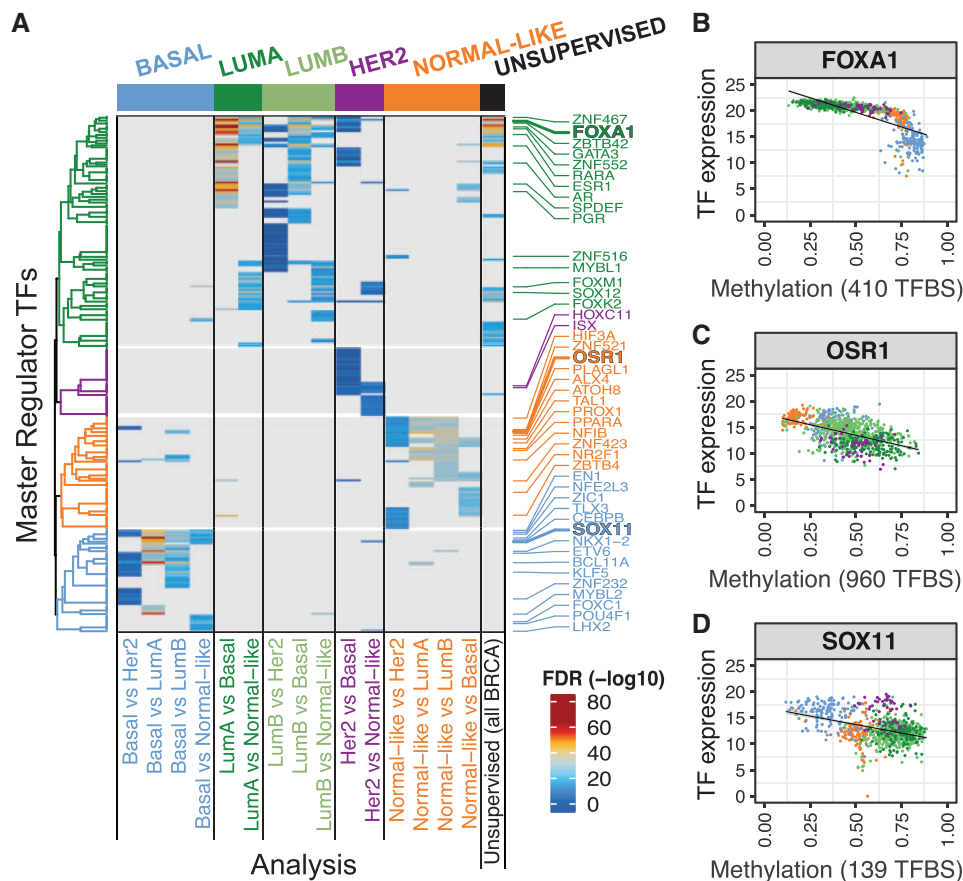 A
BASAL
LUMA
LUMB
HER2
NORMAL-LIKE
UNSUPERVISED
Master Regulator TFs
ZNF467
FOXA1
ZBTB42
GATA3
ZNF552
RARA
ESR1
AR
SPDEF
PGR
ZNF516
MYBL1
FOXM1
SOX12
FOXK2
HOXC11
ISX
HIF3A
ZNF521
OSR1
PLAGL1
ALX4
ATOH8
TAL1
PROX1
PPARA
NFIB
ZNF423
NR2F1
ZBTB4
EN1
NFE2L3
ZIC1
TLX3
CEBPB
SOX11
NKX1-2
ETV6
BCL11A
KLF5
ZNF232
MYBL2
FOXC1
POU4F1
LHX2
Basal vs Her2
Basal vs LumA
Basal vs LumB
Basal vs Normal-like
LumA vs Basal
LumA vs Normal-like
LumB vs Her2
LumB vs Basal
LumB vs Normal-like
Her2 vs Basal
Her2 vs Normal-like
Normal-like vs Her2
Normal-like vs LumA
Normal-like vs LumB
Normal-like vs Basal
Unsupervised (all BRCA)
Analysis
FDR (-log10)
80
60
40
20
0
B
FOXA1
TF expression
25
20
15
10
5
0
0.00
0.25
0.50
0.75
1.00
Methylation (410 TFBS)
C
OSR1
TF expression
25
20
15
10
5
0
0.00
0.25
0.50
0.75
1.00
Methylation (960 TFBS)
D
SOX11
TF expression
25
20
15
10
5
0
0.00
0.25
0.50
0.75
1.00
Methylation (139 TFBS)